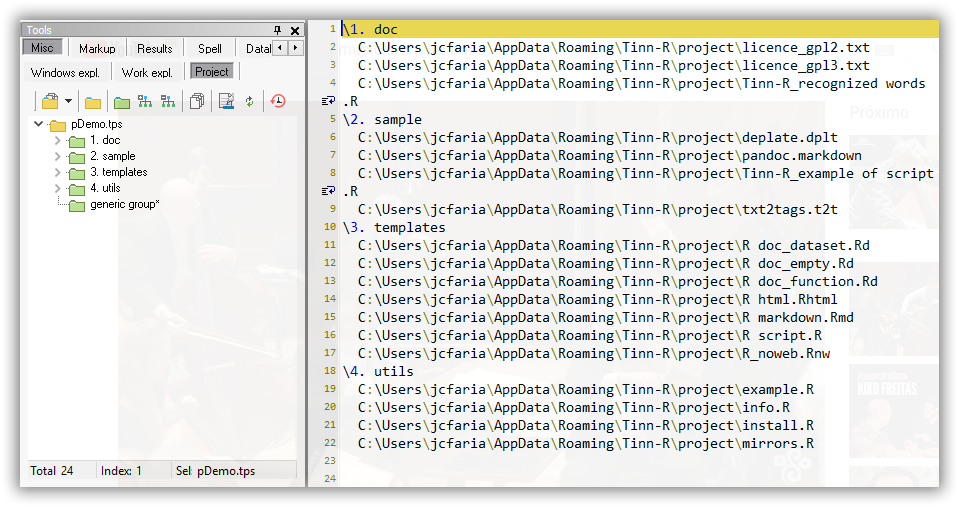 Tools
Misc Markup Results Spell Datal
Windows expl. Work expl. Project
pDemo.tps
1. doc
2. sample
3. templates
4. utils
generic group*
Total 24 Index: 1 Sel: pDemo.tps
1 \1. doc
2 C:\Users\jcfaria\AppData\Roaming\Tinn-R\project\licence_gpl2.txt
3 C:\Users\jcfaria\AppData\Roaming\Tinn-R\project\licence_gpl3.txt
4 C:\Users\jcfaria\AppData\Roaming\Tinn-R\project\Tinn-R_recognized words
.R
5 \2. sample
6 C:\Users\jcfaria\AppData\Roaming\Tinn-R\project\deplate.dplt
7 C:\Users\jcfaria\AppData\Roaming\Tinn-R\project\pandoc.markdown
8 C:\Users\jcfaria\AppData\Roaming\Tinn-R\project\Tinn-R_example of script
.R
9 C:\Users\jcfaria\AppData\Roaming\Tinn-R\project\txt2tags.t2t
10 \3. templates
11 C:\Users\jcfaria\AppData\Roaming\Tinn-R\project\R doc_dataset.Rd
12 C:\Users\jcfaria\AppData\Roaming\Tinn-R\project\R doc_empty.Rd
13 C:\Users\jcfaria\AppData\Roaming\Tinn-R\project\R doc_function.Rd
14 C:\Users\jcfaria\AppData\Roaming\Tinn-R\project\R html.Rhtml
15 C:\Users\jcfaria\AppData\Roaming\Tinn-R\project\R markdown.Rmd
16 C:\Users\jcfaria\AppData\Roaming\Tinn-R\project\R script.R
17 C:\Users\jcfaria\AppData\Roaming\Tinn-R\project\R_noweb.Rnw
18 \4. utils
19 C:\Users\jcfaria\AppData\Roaming\Tinn-R\project\example.R
20 C:\Users\jcfaria\AppData\Roaming\Tinn-R\project\info.R
21 C:\Users\jcfaria\AppData\Roaming\Tinn-R\project\install.R
22 C:\Users\jcfaria\AppData\Roaming\Tinn-R\project\mirrors.R
23
24
Próximo
KIKO FREITAS